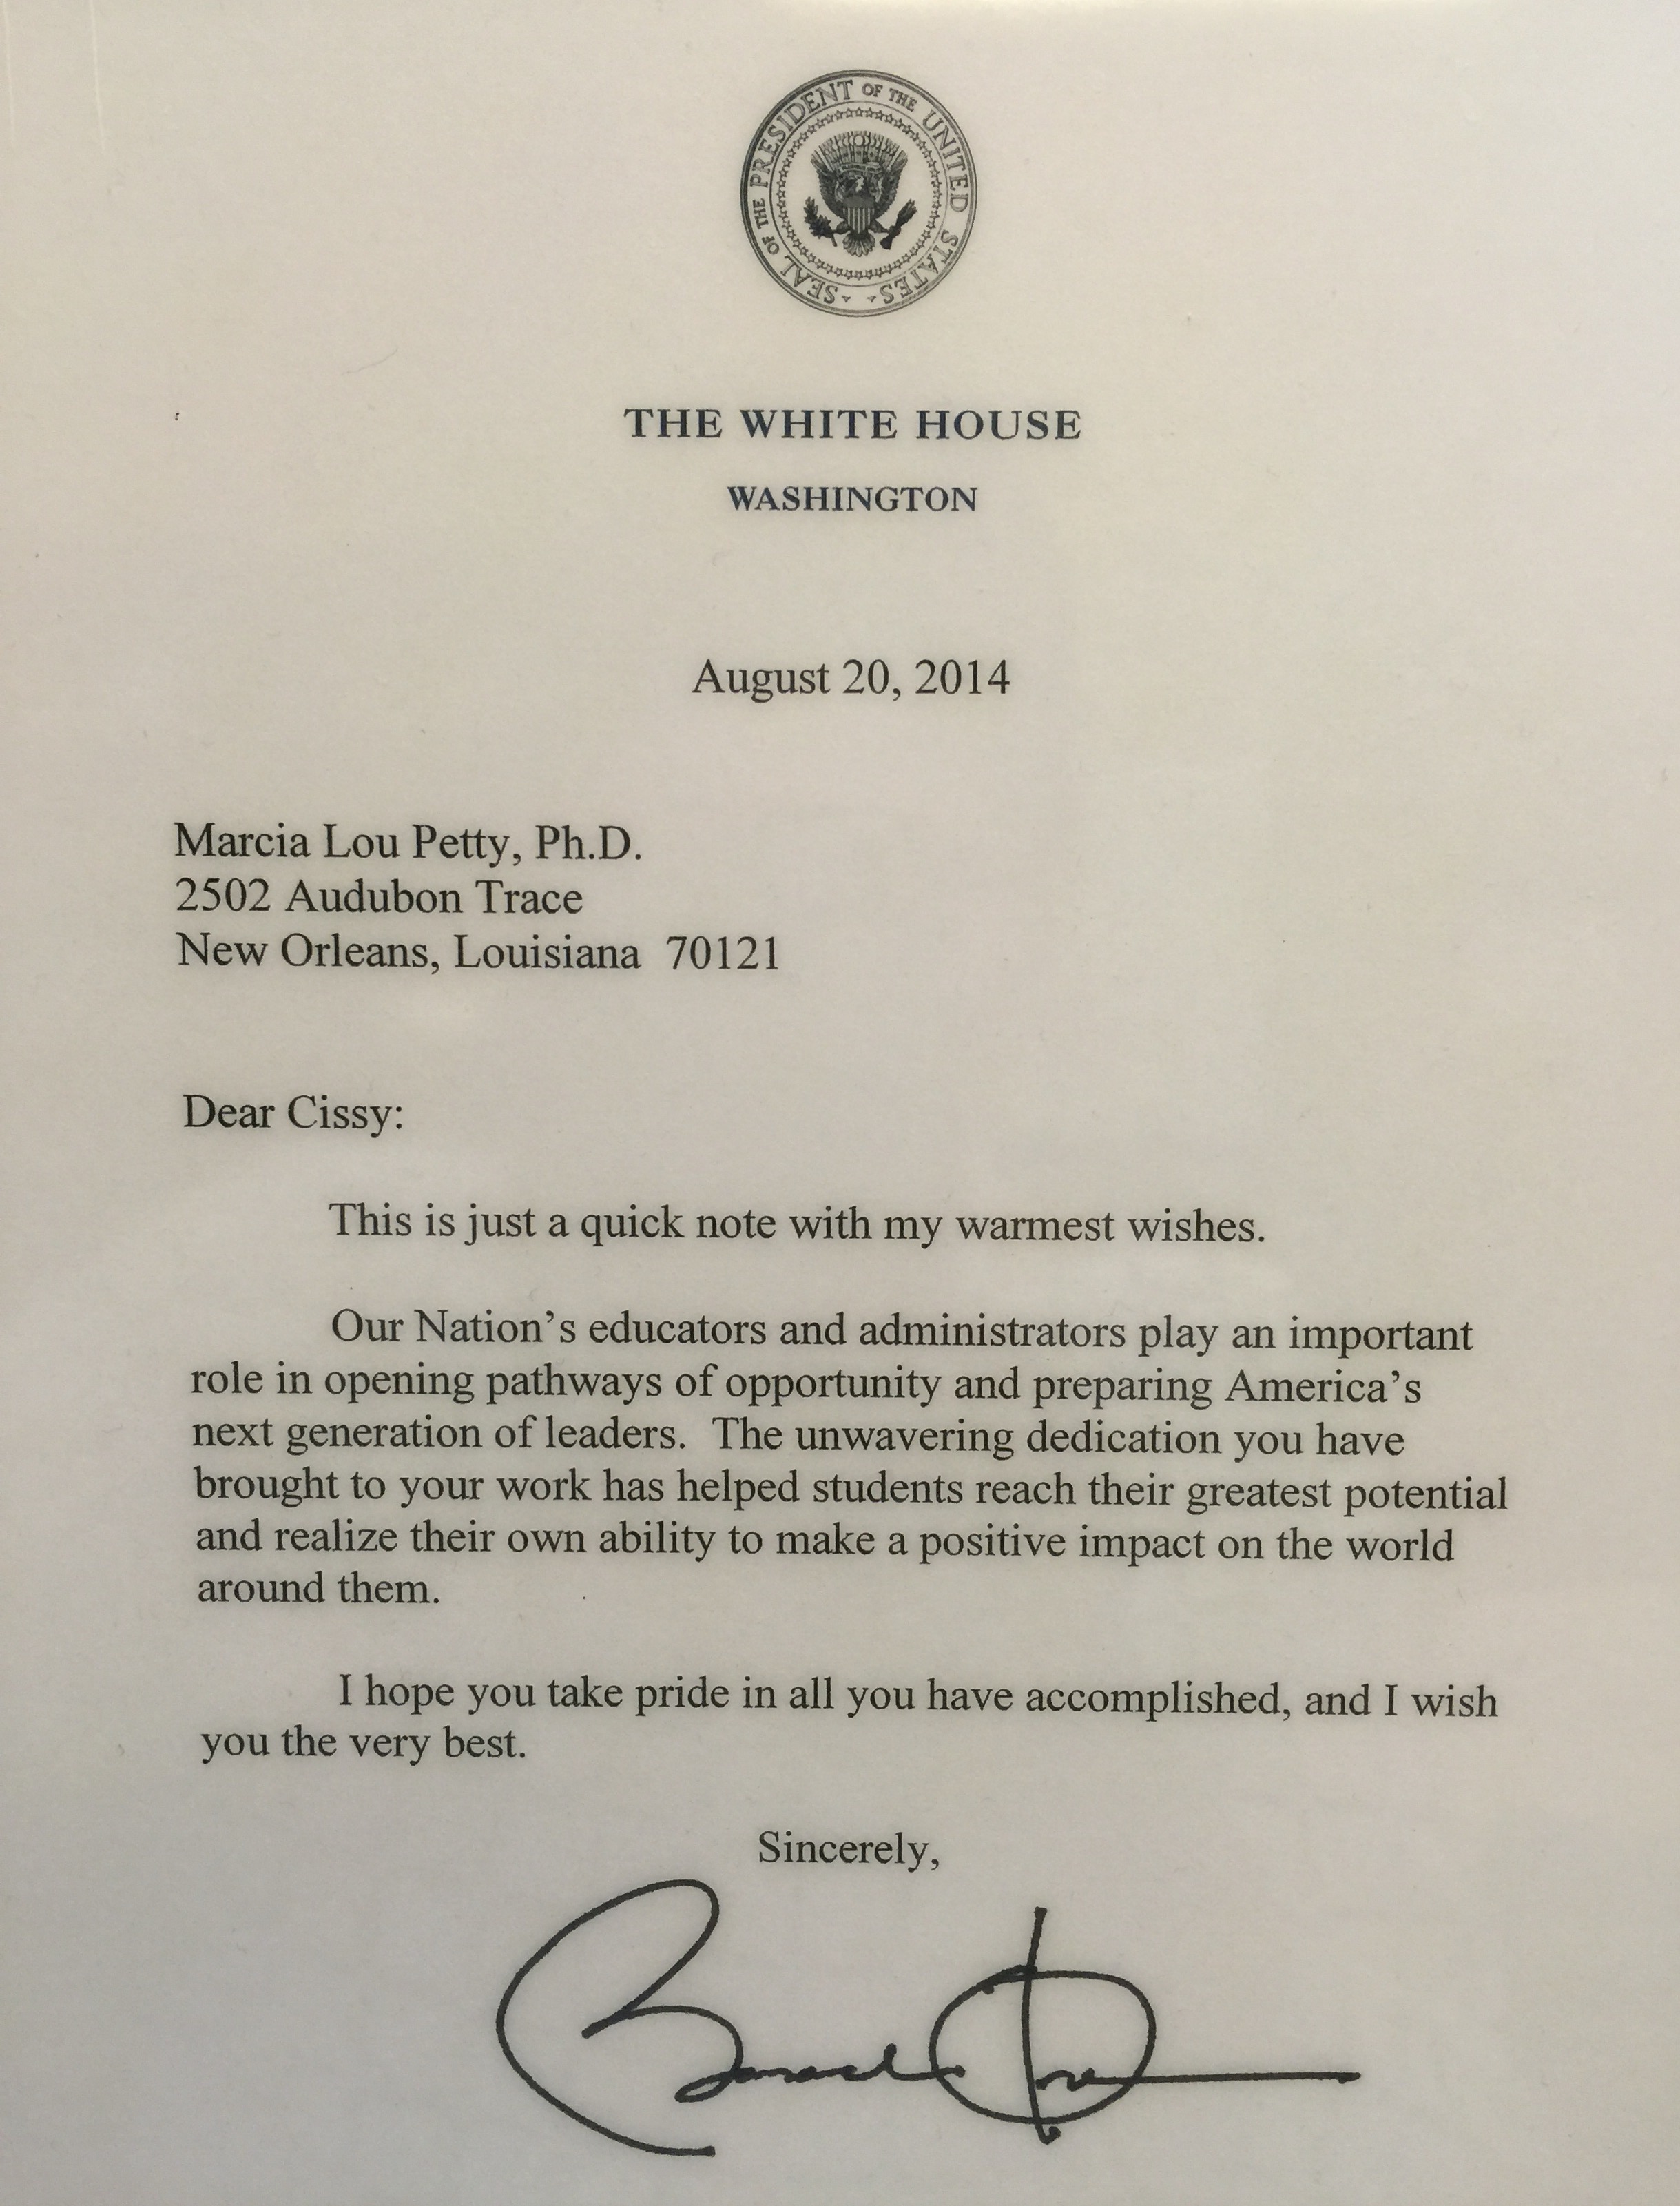 SEAL OF THE PRESIDENT OF THE UNITED STATES
THE WHITE HOUSE
WASHINGTON
August 20, 2014
Marcia Lou Petty, Ph.D.
2502 Audubon Trace
New Orleans, Louisiana  70121
Dear Cissy:
This is just a quick note with my warmest wishes.
Our Nation’s educators and administrators play an important
role in opening pathways of opportunity and preparing America’s
next generation of leaders.  The unwavering dedication you have
brought to your work has helped students reach their greatest potential
and realize their own ability to make a positive impact on the world
around them.
I hope you take pride in all you have accomplished, and I wish
you the very best.
Sincerely,
Barack Obama